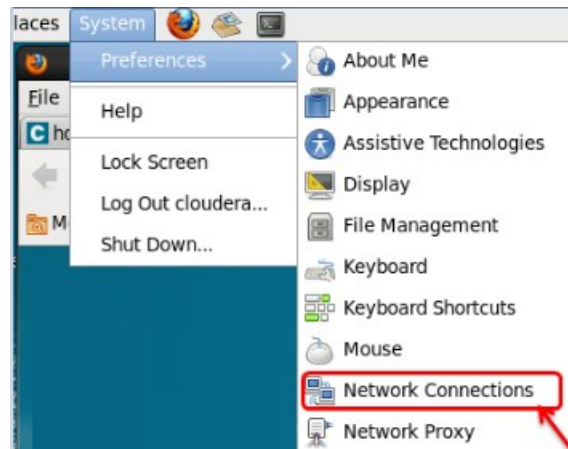 laces System
Preferences
File
Help
C ho
Lock Screen
Log Out cloudera...
M
Shut Down...
About Me
Appearance
Assistive Technologies
Display
File Management
Keyboard
Keyboard Shortcuts
Mouse
Network Connections
Network Proxy